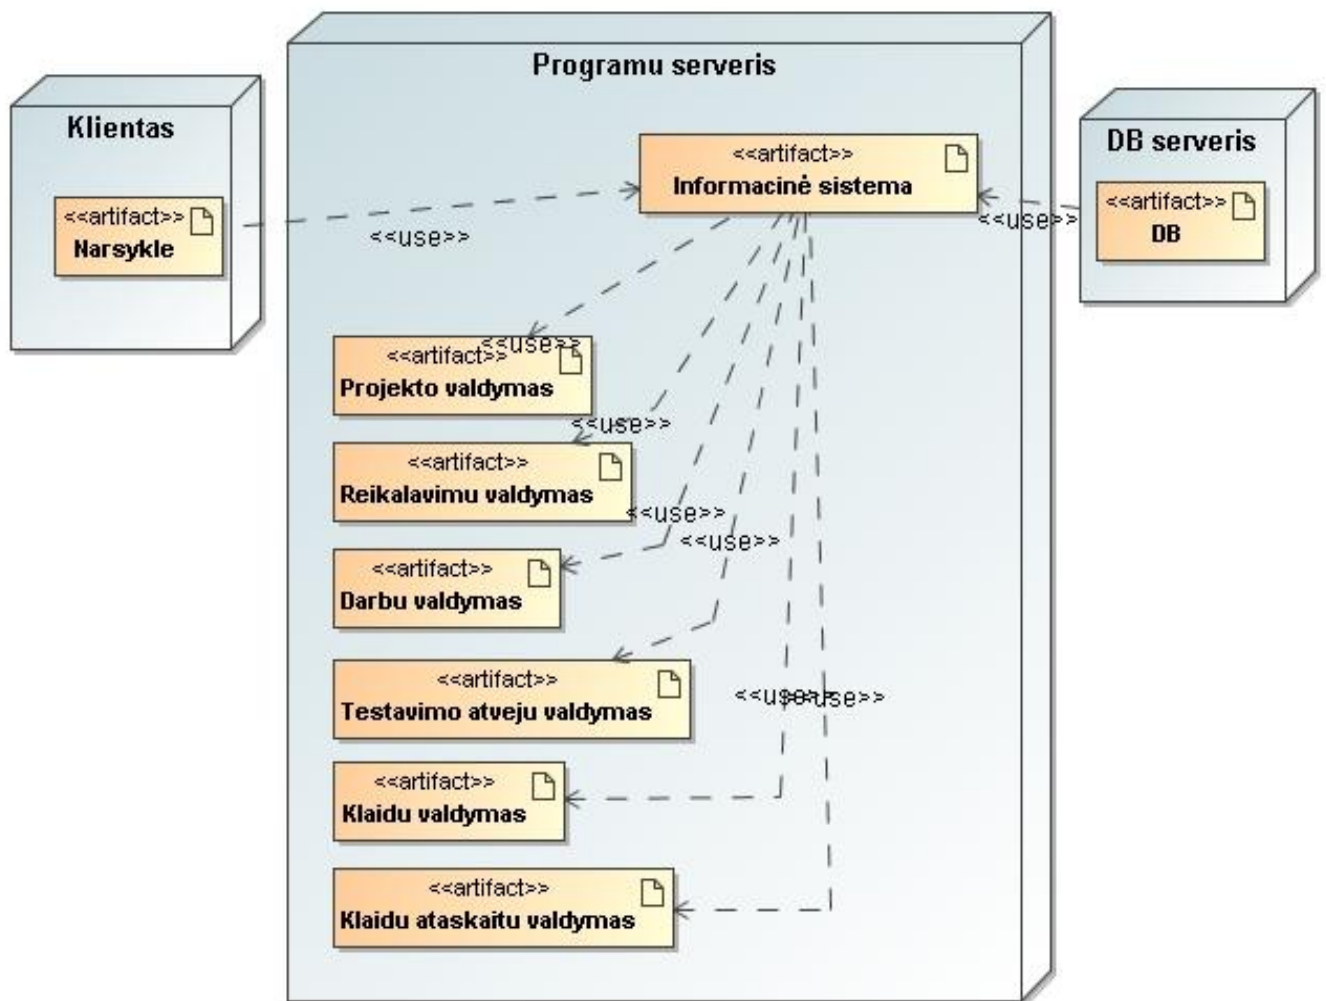 Programu serveris
Klientas
<<artifact>>
Narsykle
<<use>>
<<artifact>>
Informacinė sistema
DB serveris
<<artifact>>
DB
<<use>>
<<use>>
<<artifact>>
Projekto valdymas
<<use>>
<<artifact>>
Reikalavimu valdymas
<<use>>
<<use>>
<<artifact>>
Darbu valdymas
<<artifact>>
Testavimo atveju valdymas
<<use>>
<<use>>
<<artifact>>
Klaidu valdymas
<<artifact>>
Klaidu ataskaitu valdymas